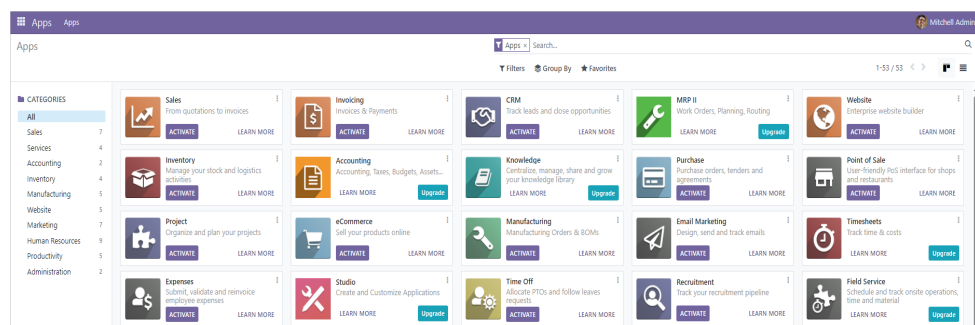 Apps Apps Mitchell Admin
Apps
Apps × Search...
Filters Group By Favorites
1-53 / 53
CATEGORIES
All
Sales 7
Services 4
Accounting 2
Inventory 4
Manufacturing 5
Website 5
Marketing 7
Human Resources 9
Productivity 5
Administration 2
Sales
From quotations to invoices
ACTIVATE LEARN MORE
Invoicing
Invoices & Payments
ACTIVATE LEARN MORE
CRM
Track leads and close opportunities
ACTIVATE LEARN MORE
MRP II
Work Orders, Planning, Routing
LEARN MORE Upgrade
Website
Enterprise website builder
ACTIVATE LEARN MORE
Inventory
Manage your stock and logistics
activities
ACTIVATE LEARN MORE
Accounting
Accounting, Taxes, Budgets, Assets...
LEARN MORE Upgrade
Knowledge
Centralize, manage, share and grow
your knowledge library
LEARN MORE Upgrade
Purchase
Purchase orders, tenders and
agreements
ACTIVATE LEARN MORE
Point of Sale
User-friendly PoS interface for shops
and restaurants
ACTIVATE LEARN MORE
Project
Organize and plan your projects
ACTIVATE LEARN MORE
eCommerce
Sell your products online
ACTIVATE LEARN MORE
Manufacturing
Manufacturing Orders & BOMs
ACTIVATE LEARN MORE
Email Marketing
Design, send and track emails
ACTIVATE LEARN MORE
Timesheets
Track time & costs
LEARN MORE Upgrade
Expenses
Submit, validate and reinvoice
employee expenses
ACTIVATE LEARN MORE
Studio
Create and Customize Applications
LEARN MORE Upgrade
Time Off
Allocate PTOs and follow leaves
requests
ACTIVATE LEARN MORE
Recruitment
Track your recruitment pipeline
ACTIVATE LEARN MORE
Field Service
Schedule and track onsite operations,
time and material
LEARN MORE Upgrade